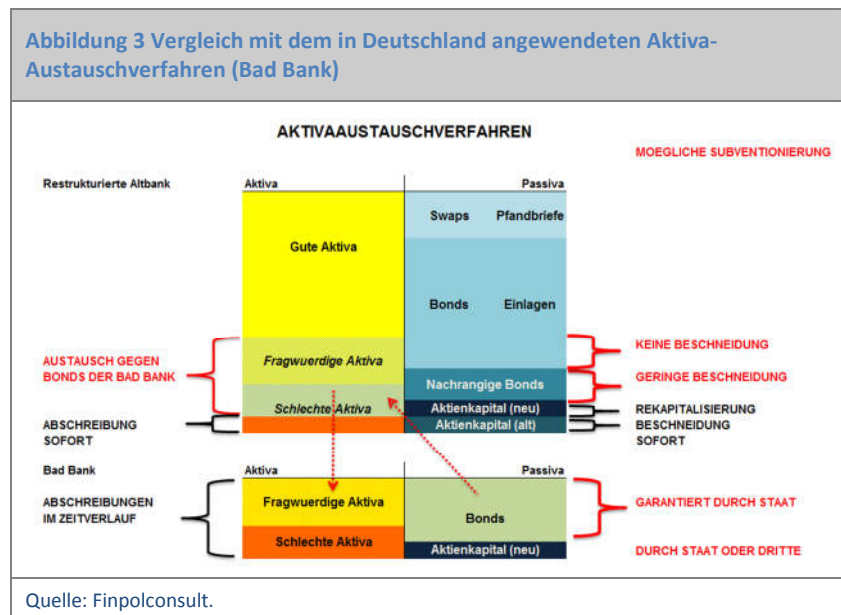 Abbildung 3 Vergleich mit dem in Deutschland angewendeten Aktiva-
Austauschverfahren (Bad Bank)
AKTIVAAUSTAUSCHVERFAHREN
MOEGLICHE SUBVENTIONIERUNG
Restrukturierte Altbank
Aktiva
Passiva
Swaps
Pfandbriefe
Gute Aktiva
Bonds
Einlagen
AUSTAUSCH GEGEN
BONDS DER BAD BANK
Fragwuerdige Aktiva
KEINE BESCHNEIDUNG
Nachrangige Bonds
GERINGE BESCHNEIDUNG
Schlechte Aktiva
Aktienkapital (neu)
REKAPITALISIERUNG
ABSCHREIBUNG
SOFORT
Aktienkapital (alt)
BESCHNEIDUNG
SOFORT
Bad Bank
Aktiva
Passiva
ABSCHREIBUNGEN
IM ZEITVERLAUF
Fragwuerdige Aktiva
Bonds
GARANTIERT DURCH STAAT
Schlechte Aktiva
Aktienkapital (neu)
DURCH STAAT ODER DRITTE
Quelle: Finpolconsult.